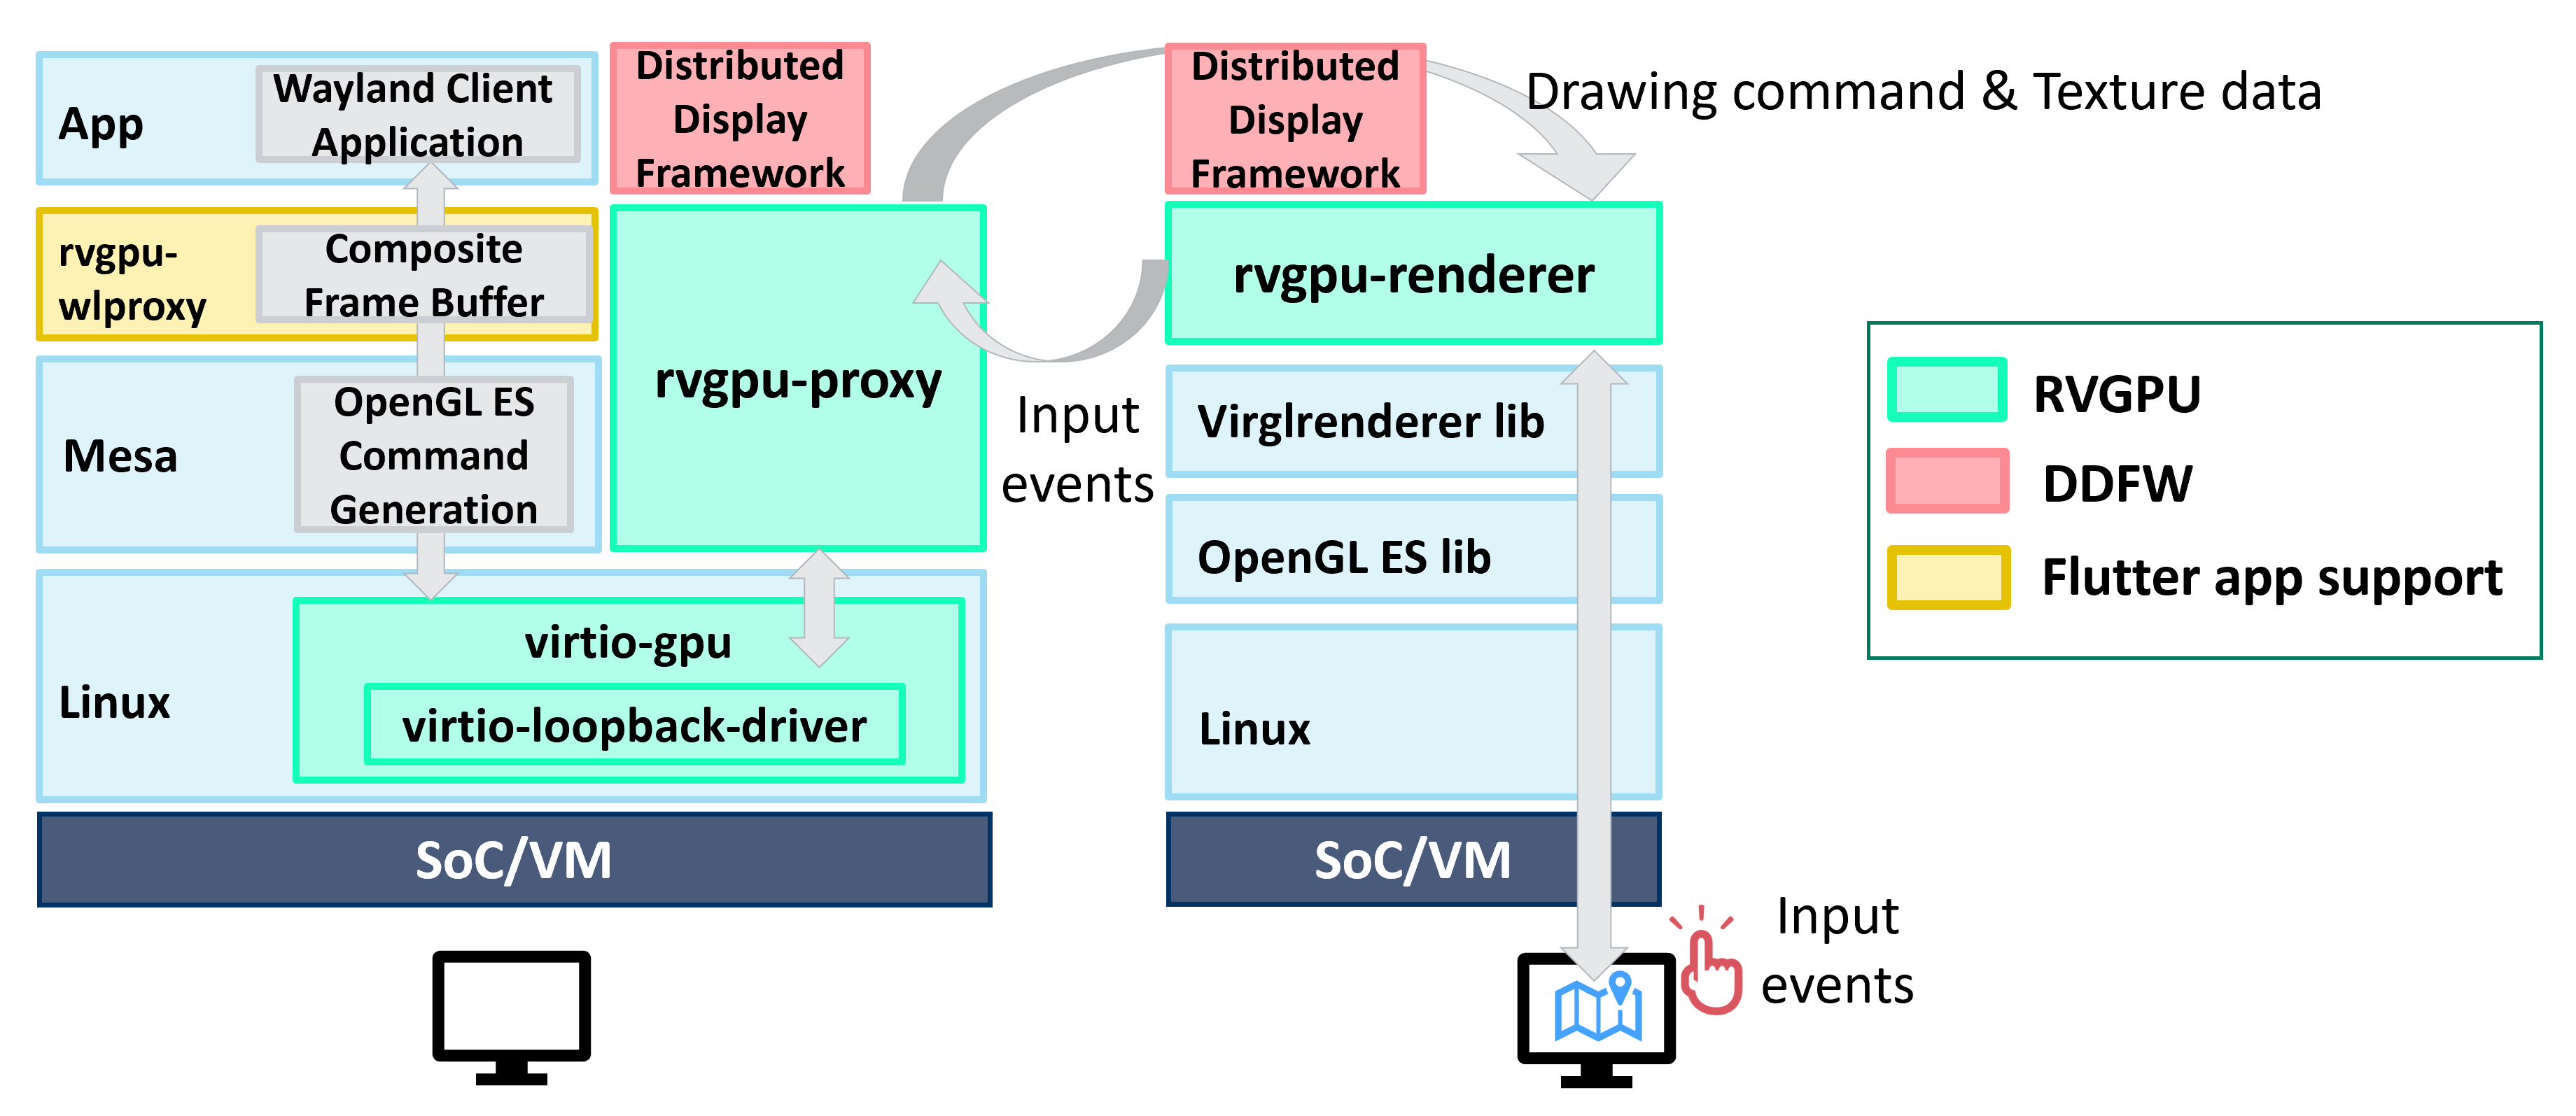 App
Wayland Client
Application
rvgpu-
wlproxy
Composite
Frame Buffer
Mesa
OpenGL ES
Command
Generation
Distributed
Display
Framework
rvgpu-proxy
Linux
virtio-gpu
virtio-loopback-driver
SoC/VM
Input
events
Distributed
Display
Framework
Drawing command & Texture data
rvgpu-renderer
Virglrenderer lib
OpenGL ES lib
Linux
SoC/VM
Input
events
RVGPU
DDFW
Flutter app support